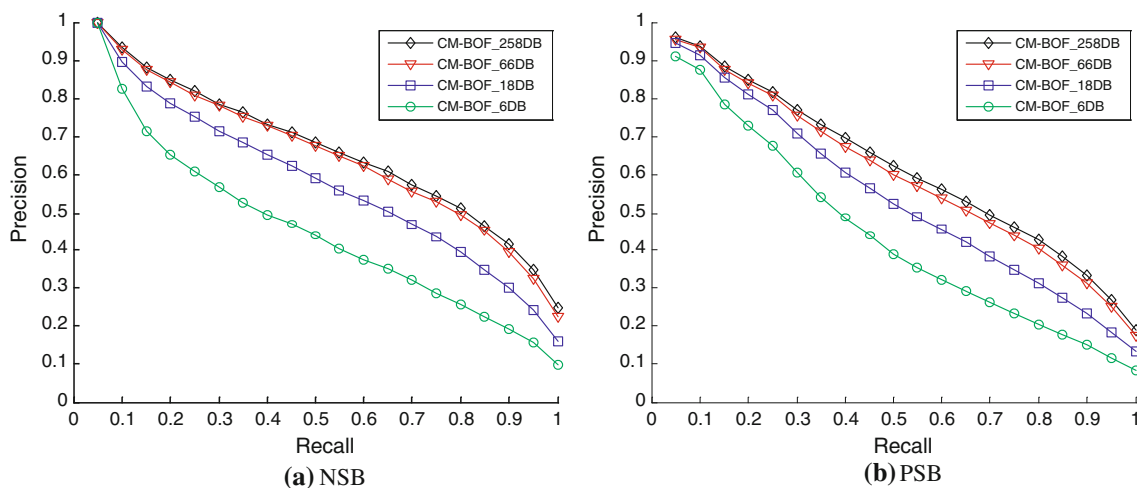 1
0.9
0.8
0.7
0.6
0.5
0.4
0.3
0.2
0.1
0
Precision
CM-BOF_258DB
CM-BOF_66DB
CM-BOF_18DB
CM-BOF_6DB
0.1 0.2 0.3 0.4 0.5 0.6 0.7 0.8 0.9 1
Recall
(a) NSB
1
0.9
0.8
0.7
0.6
0.5
0.4
0.3
0.2
0.1
0
Precision
CM-BOF_258DB
CM-BOF_66DB
CM-BOF_18DB
CM-BOF_6DB
0 0.1 0.2 0.3 0.4 0.5 0.6 0.7 0.8 0.9 1
Recall
(b) PSB